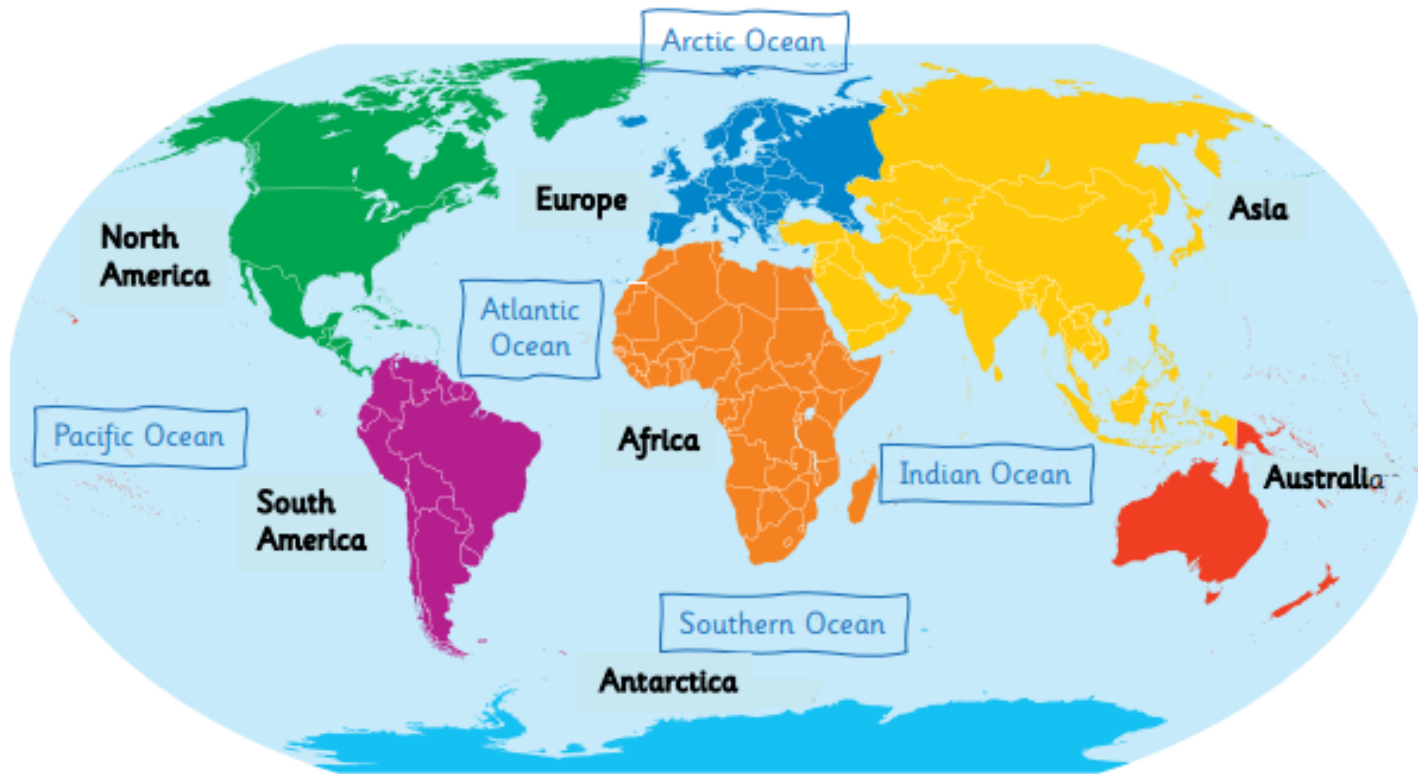 Arctic Ocean
Europe
Asia
North
America
Atlantic
Ocean
Pacific Ocean
Africa
Indian Ocean
Australia
South
America
Southern Ocean
Antarctica